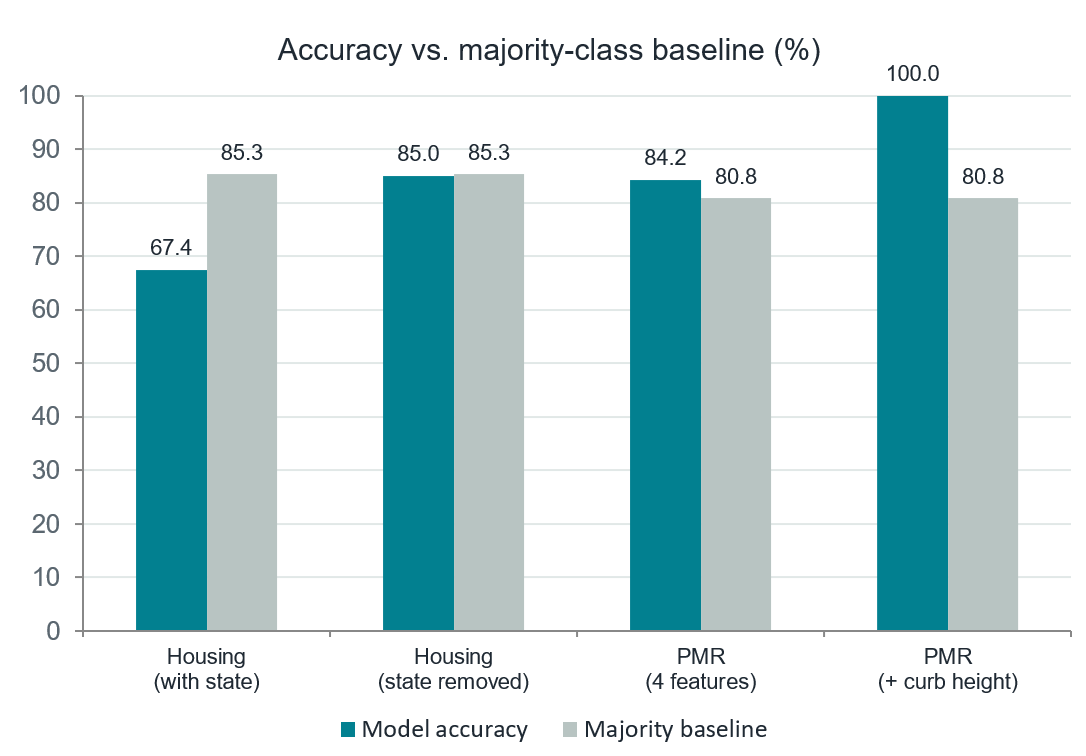 Accuracy vs. majority-class baseline (%)
100
90
80
70
60
50
40
30
20
10
0
67.4
85.3
85.0
85.3
84.2
80.8
100.0
80.8
Housing
(with state)
Housing
(state removed)
PMR
(4 features)
PMR
(+ curb height)
Model accuracy
Majority baseline